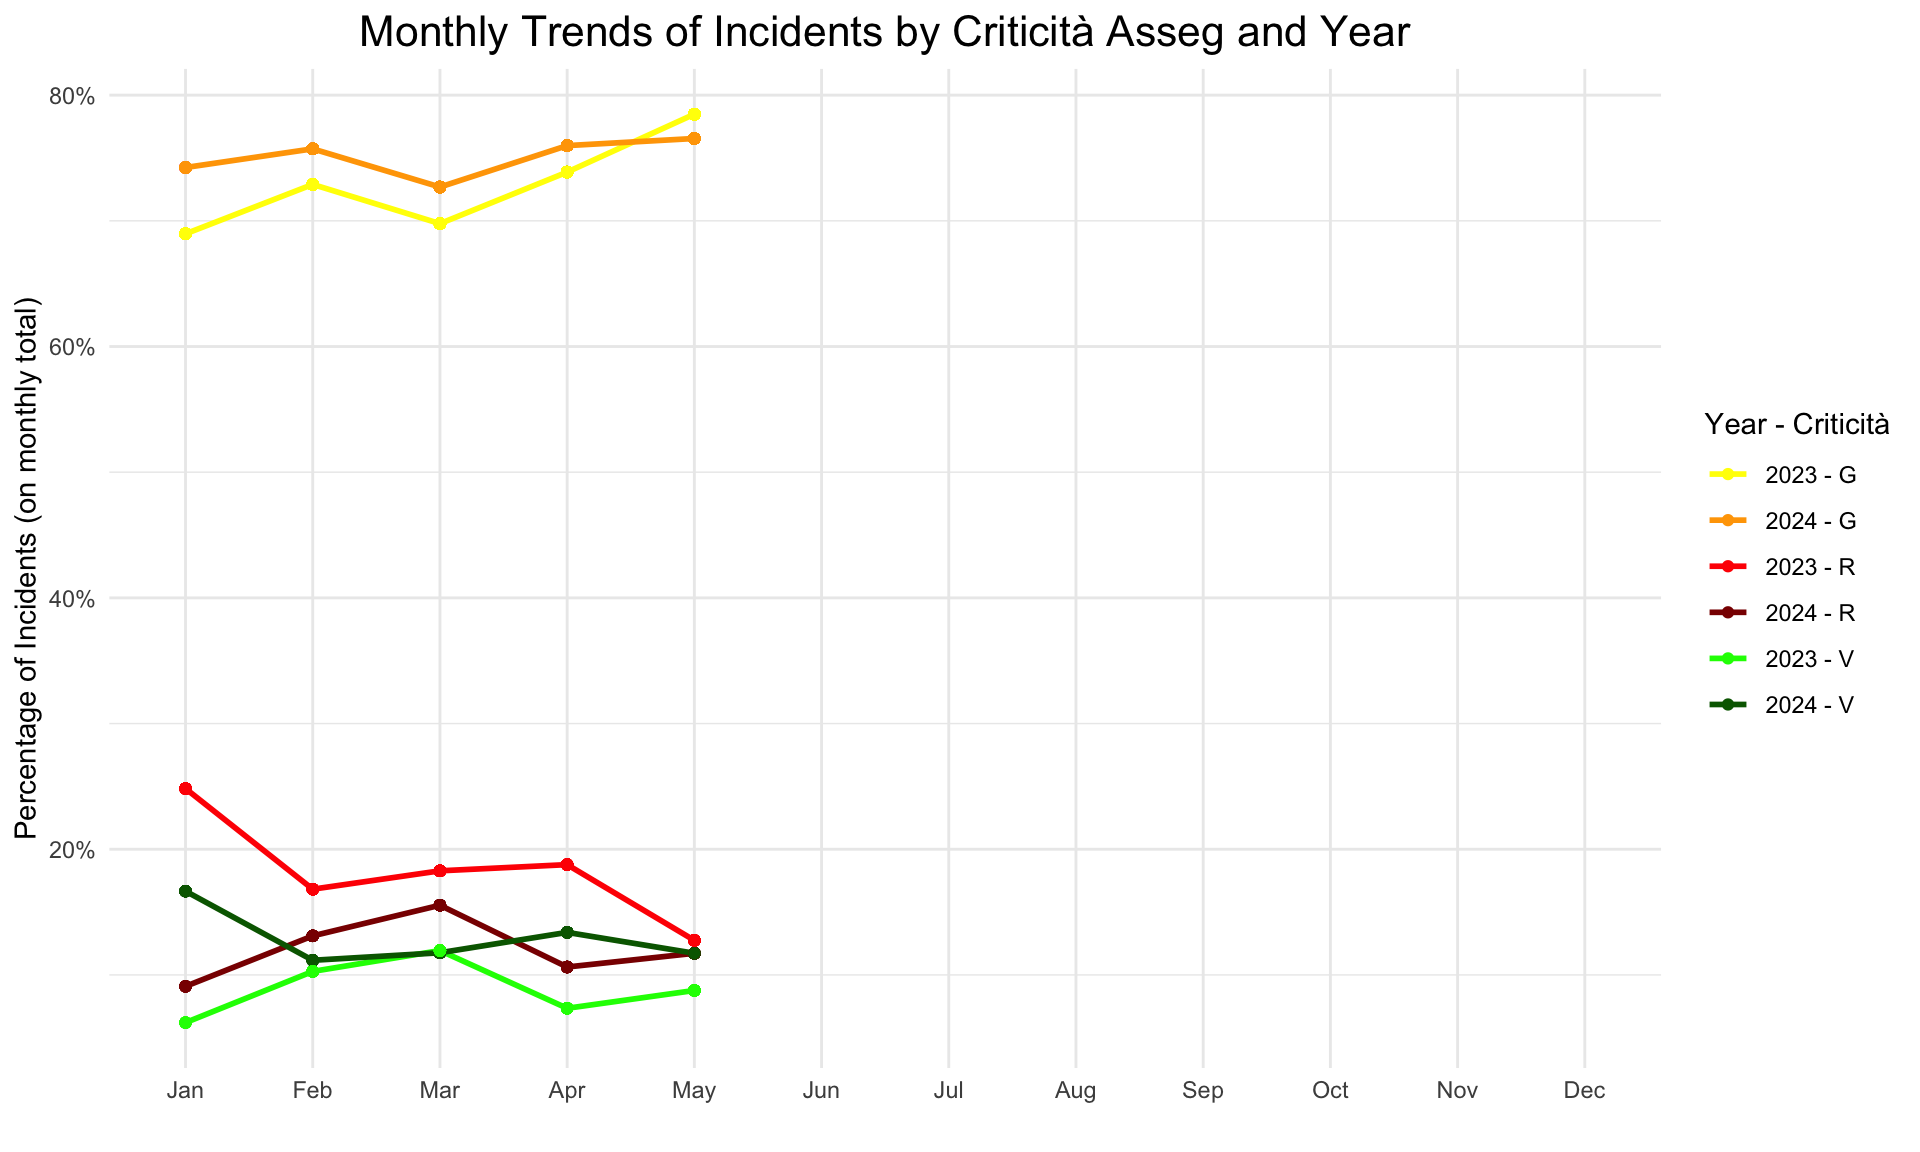 Monthly Trends of Incidents by Criticità Asseg and Year
Percentage of Incidents (on monthly total)
80%
60%
40%
20%
Jan Feb Mar Apr May Jun Jul Aug Sep Oct Nov Dec
Year - Criticità
2023 - G
2024 - G
2023 - R
2024 - R
2023 - V
2024 - V